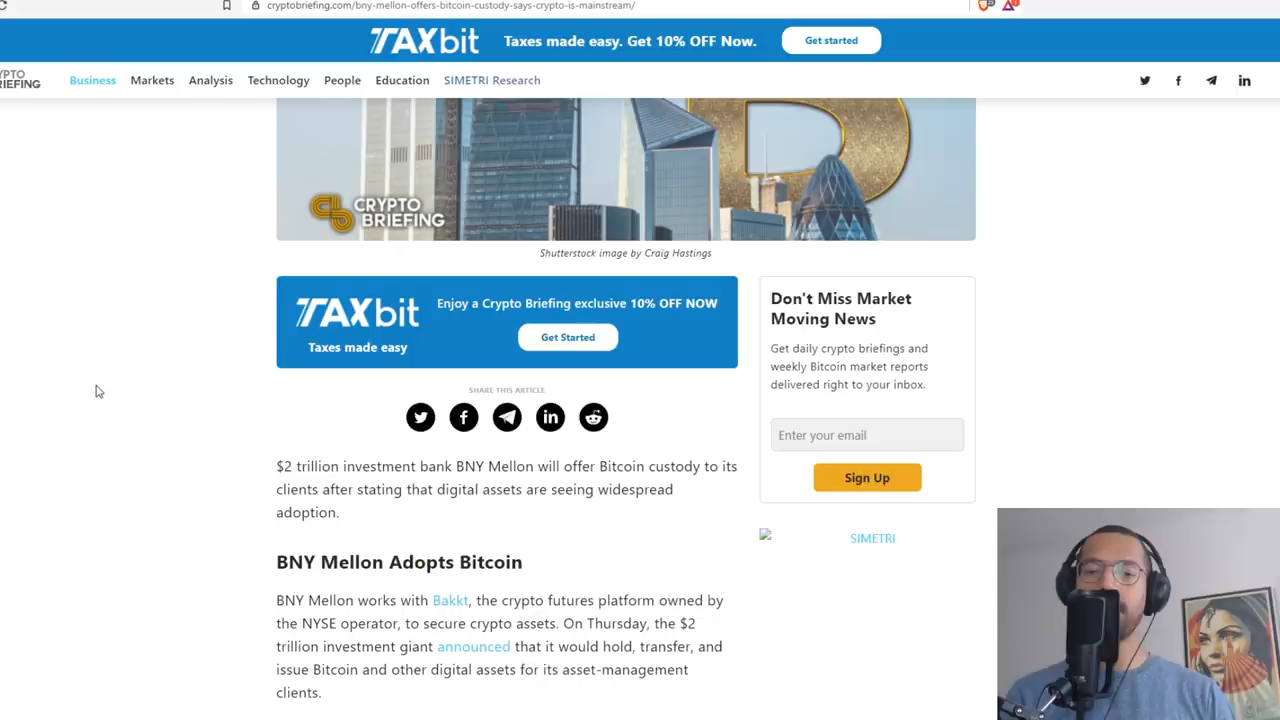 cryptobriefing.com/bny-mellon-offers-bitcoin-custody-says-crypto-is-mainstream/
TAXbit Taxes made easy. Get 10% OFF Now. Get started
YPTO
RIEFING
Business Markets Analysis Technology People Education SIMETRI Research
CRYPTO
BRIEFING
Shutterstock image by Craig Hastings
TAXbit
Taxes made easy
Enjoy a Crypto Briefing exclusive 10% OFF NOW
Get Started
SHARE THIS ARTICLE
$2 trillion investment bank BNY Mellon will offer Bitcoin custody to its
clients after stating that digital assets are seeing widespread
adoption.
BNY Mellon Adopts Bitcoin
BNY Mellon works with Bakkt, the crypto futures platform owned by
the NYSE operator, to secure crypto assets. On Thursday, the $2
trillion investment giant announced that it would hold, transfer, and
issue Bitcoin and other digital assets for its asset-management
clients.
Don't Miss Market
Moving News
Get daily crypto briefings and
weekly Bitcoin market reports
delivered right to your inbox.
Enter your email
Sign Up
SIMETRI